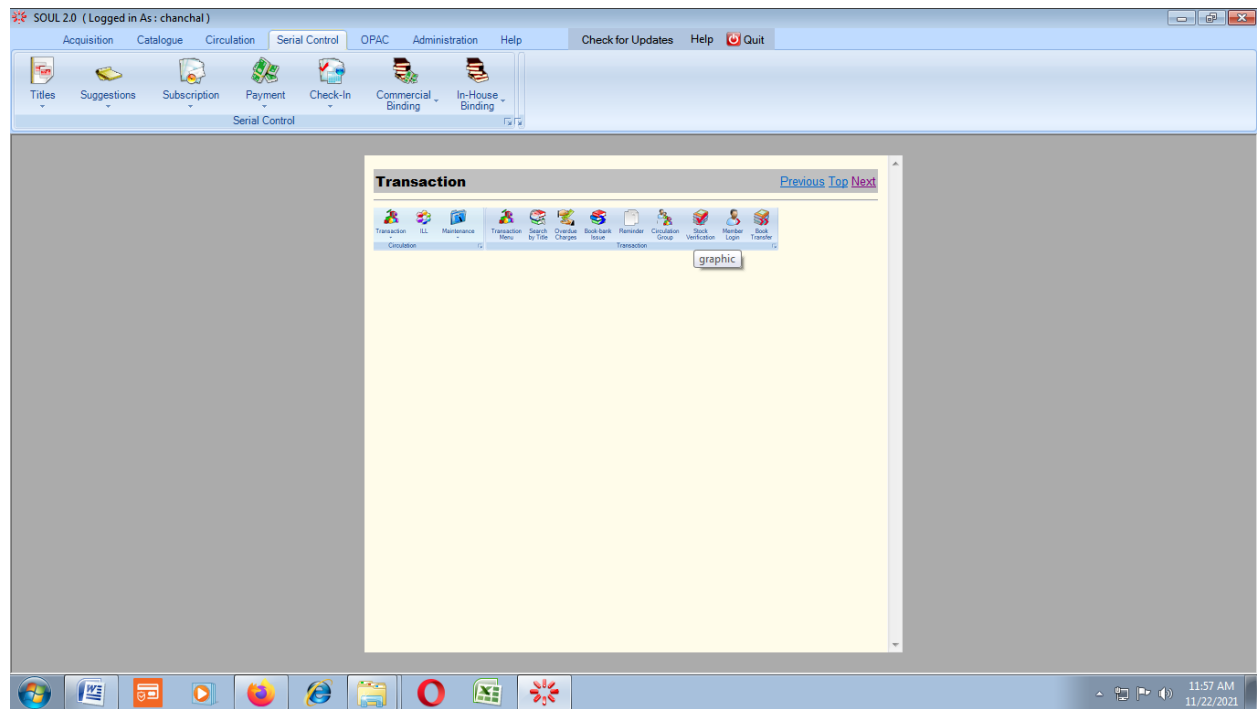 SOUL 2.0 ( Logged in As : chanchal )
Acquisition Catalogue Circulation Serial Control OPAC Administration Help Check for Updates Help Quit
Titles Suggestions Subscription Payment Check-In Commercial Binding In-House Binding
Serial Control
Transaction Previous Top Next
Transaction ILL Maintenance Transaction Menu Search by Title Overdue Charges Book-bank Issue Reminder Circulation Group Stock Verification Member Login Book Transfer
Circulation Transaction
graphic
11:57 AM
11/22/2021